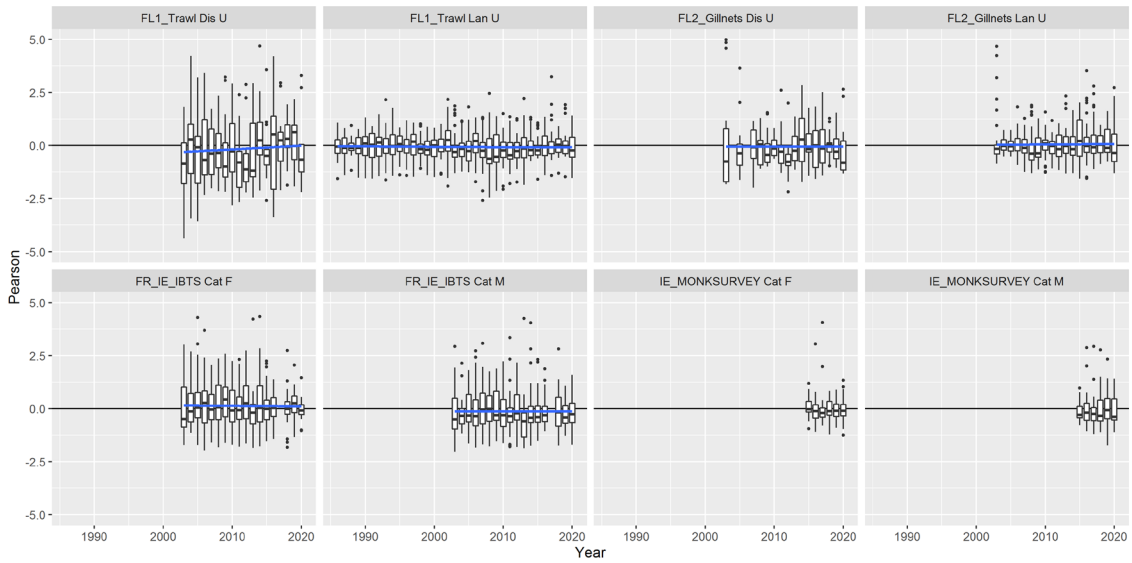 FL1_Trawl Dis U
FL1_Trawl Lan U
FL2_Gillnets Dis U
FL2_Gillnets Lan U
5.0
2.5
0.0
-2.5
-5.0
FR_IE_IBTS Cat F
FR_IE_IBTS Cat M
IE_MONKSURVEY Cat F
IE_MONKSURVEY Cat M
5.0
2.5
0.0
-2.5
-5.0
Pearson
1990 2000 2010 2020
1990 2000 2010 2020
1990 2000 2010 2020
1990 2000 2010 2020
Year